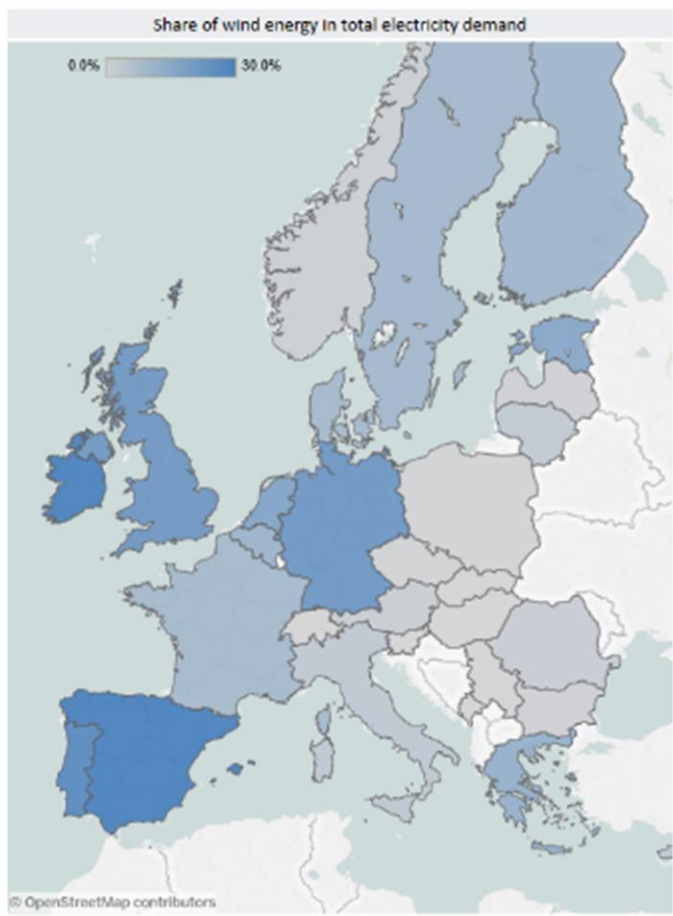 Share of wind energy in total electricity demand
0.0% 30.0%
© OpenStreetMap contributors